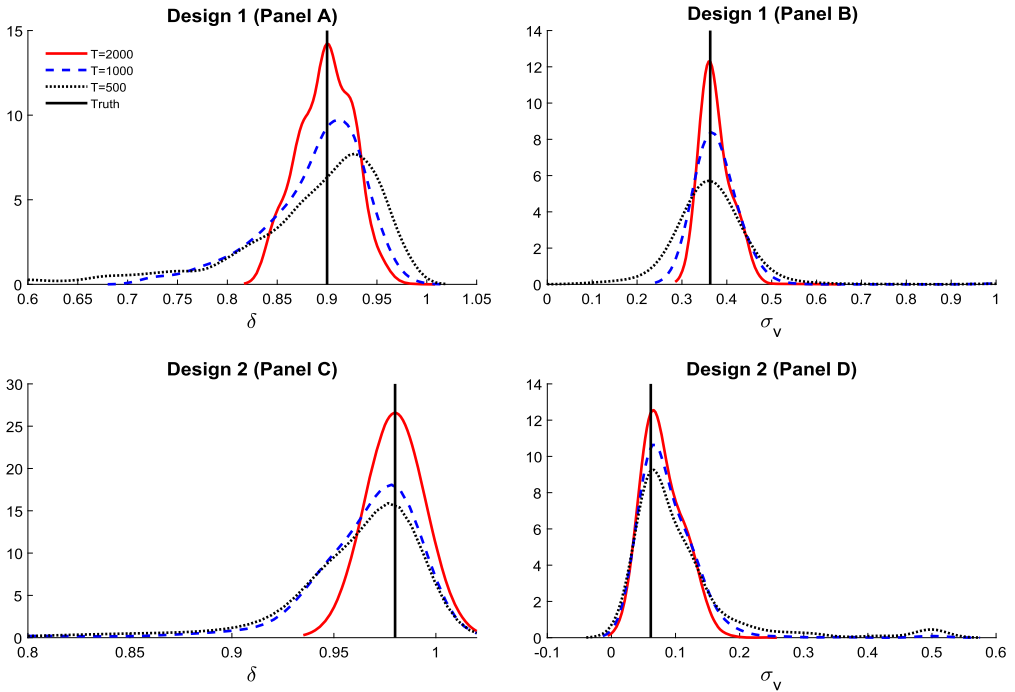 Design 1 (Panel A)
15
10
5
0
T=2000
T=1000
T=500
Truth
0.6 0.65 0.7 0.75 0.8 0.85 0.9 0.95 1 1.05
δ
Design 1 (Panel B)
14
12
10
8
6
4
2
0
0 0.1 0.2 0.3 0.4 0.5 0.6 0.7 0.8 0.9 1
σv
Design 2 (Panel C)
30
25
20
15
10
5
0
0.8 0.85 0.9 0.95 1
δ
Design 2 (Panel D)
14
12
10
8
6
4
2
0
-0.1 0 0.1 0.2 0.3 0.4 0.5 0.6
σv